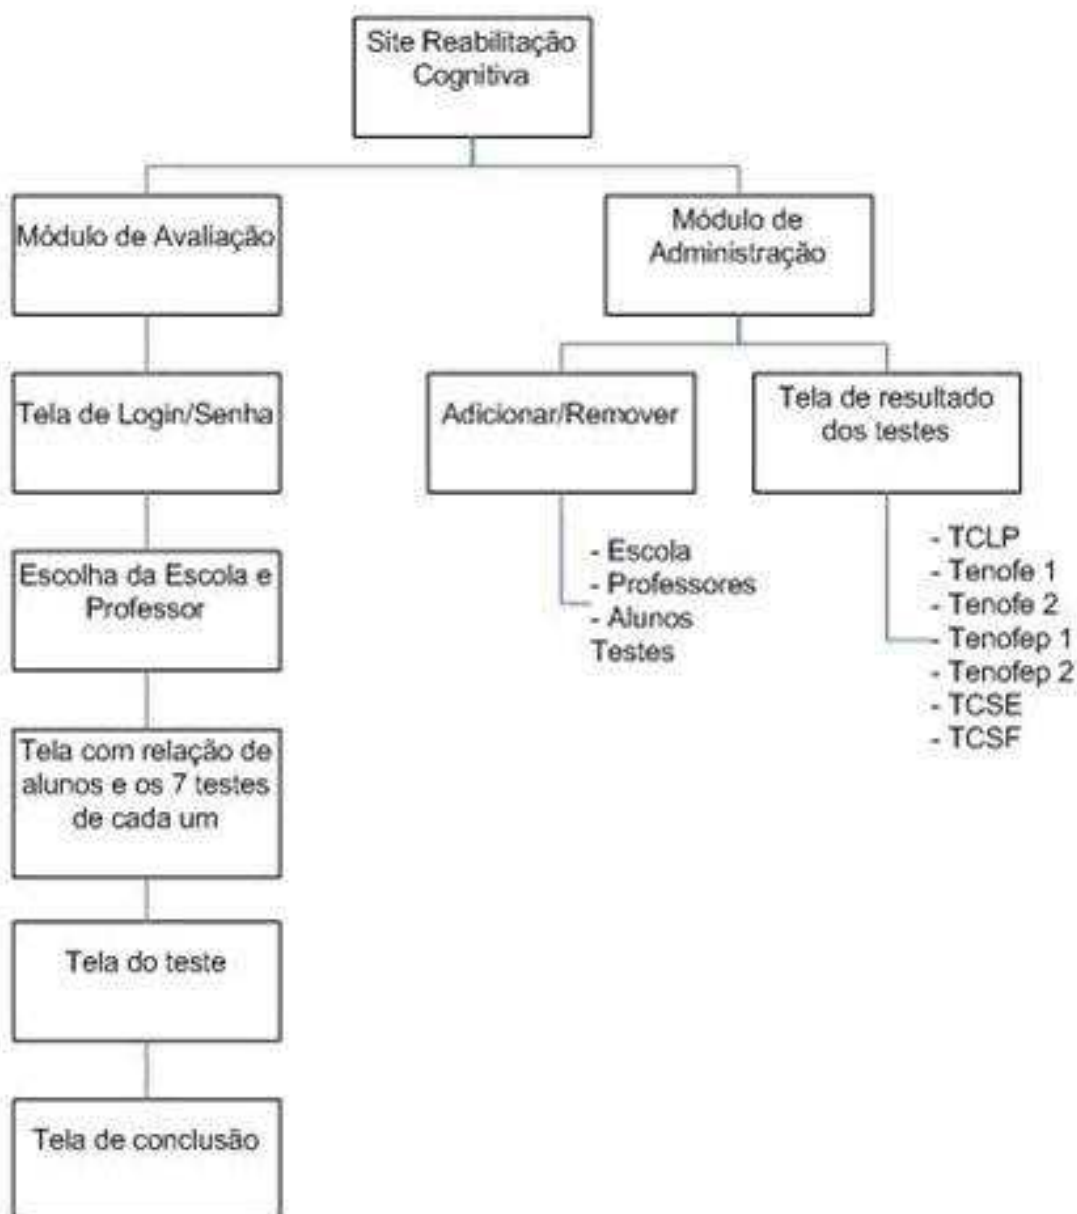 Site Reabilitação
Cognitiva
Módulo de Avaliação
Módulo de
Administração
Tela de Login/Senha
Adicionar/Remover
Tela de resultado
dos testes
- Escola
- Professores
- Alunos
Testes
- TCLP
- Tenofe 1
- Tenofe 2
- Tenofep 1
- Tenofep 2
- TCSE
- TCSF
Escolha da Escola e
Professor
Tela com relação de
alunos e os 7 testes
de cada um
Tela do teste
Tela de conclusão